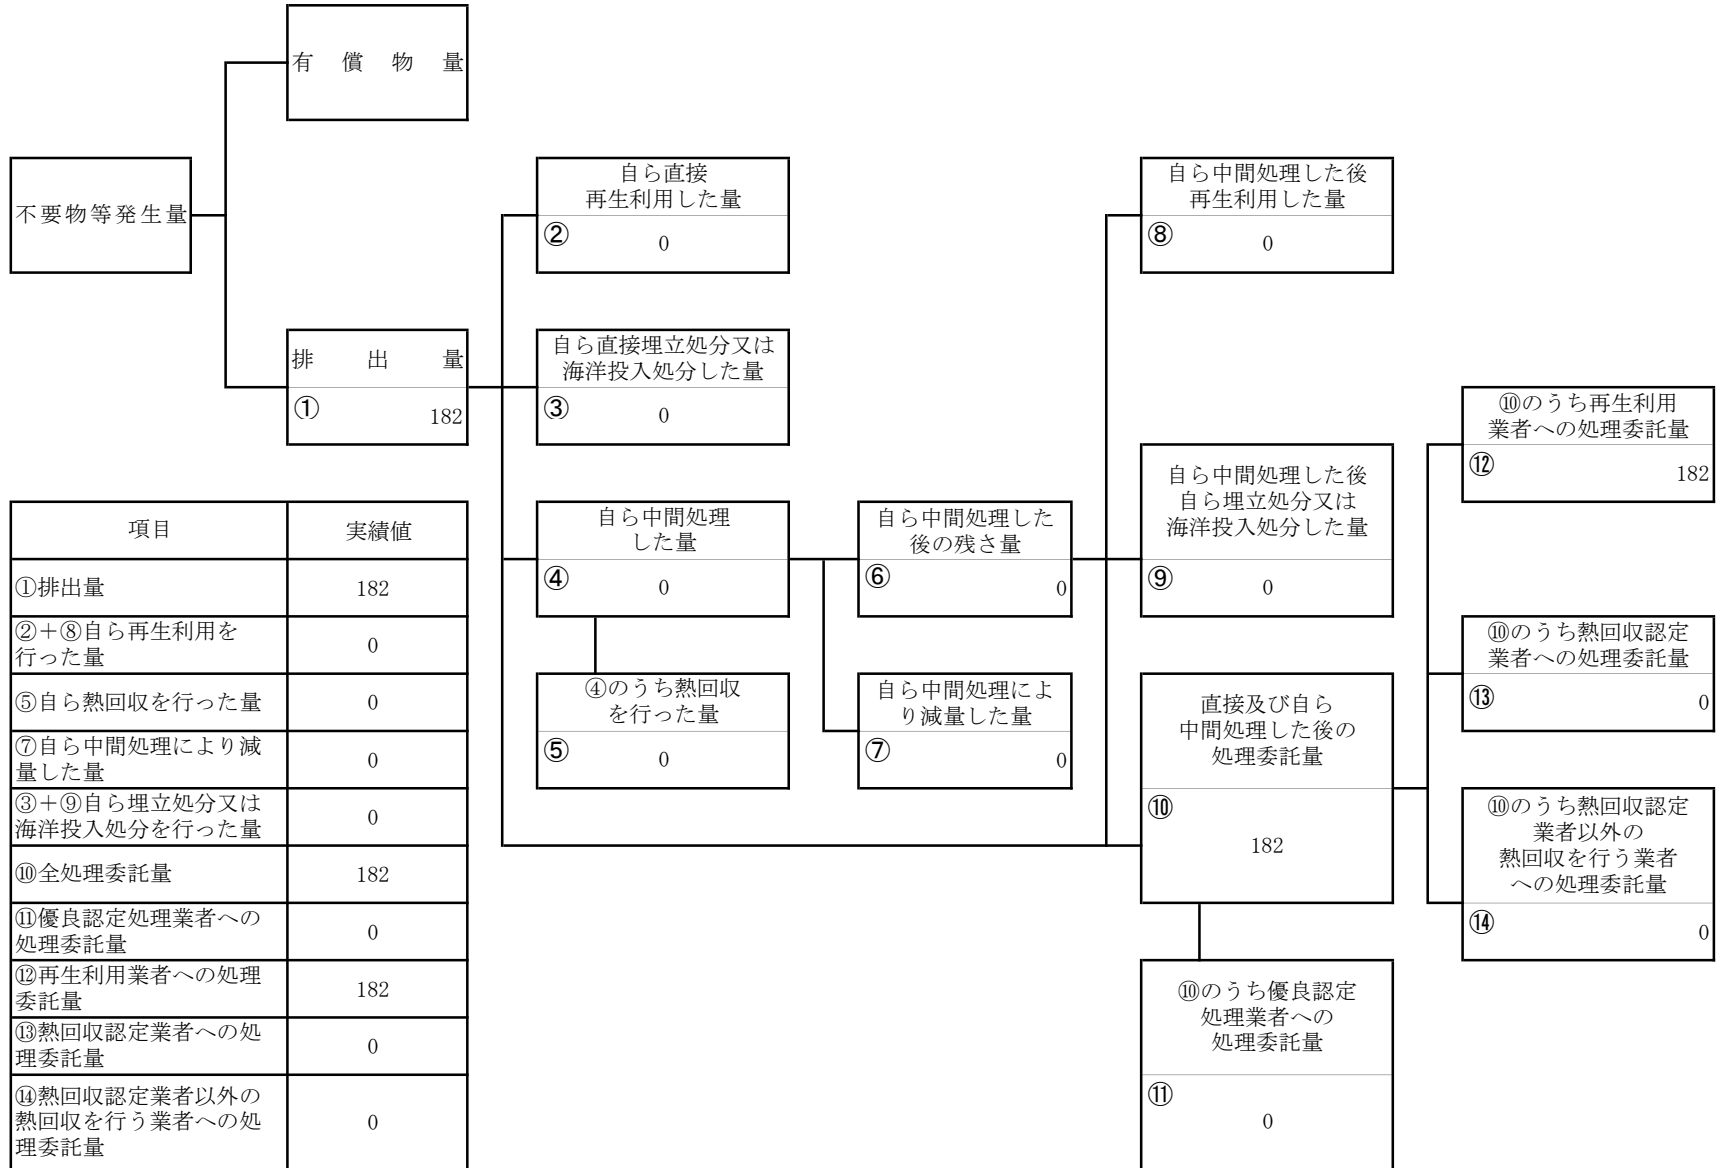 有償物量
不要物等発生量
排出量
① 182
自ら直接
再生利用した量
② 0
自ら直接埋立処分又は
海洋投入処分した量
③ 0
自ら中間処理
した量
④ 0
④のうち熱回収
を行った量
⑤ 0
自ら中間処理した
後の残さ量
⑥ 0
自ら中間処理によ
り減量した量
⑦ 0
自ら中間処理した後
再生利用した量
⑧ 0
自ら中間処理した後
自ら埋立処分又は
海洋投入処分した量
⑨ 0
直接及び自ら
中間処理した後の
処理委託量
⑩
182
⑩のうち優良認定
処理業者への
処理委託量
⑪
0
⑩のうち再生利用
業者への処理委託量
⑫ 182
⑩のうち熱回収認定
業者への処理委託量
⑬ 0
⑩のうち熱回収認定
業者以外の
熱回収を行う業者
への処理委託量
⑭ 0
項目 実績値
①排出量 182
②+⑧自ら再生利用を
行った量 0
⑤自ら熱回収を行った量 0
⑦自ら中間処理により減
量した量 0
③+⑨自ら埋立処分又は
海洋投入処分を行った量 0
⑩全処理委託量 182
⑪優良認定処理業者への
処理委託量 0
⑫再生利用業者への処理
委託量 182
⑬熱回収認定業者への処
理委託量 0
⑭熱回収認定業者以外の
熱回収を行う業者への処
理委託量 0